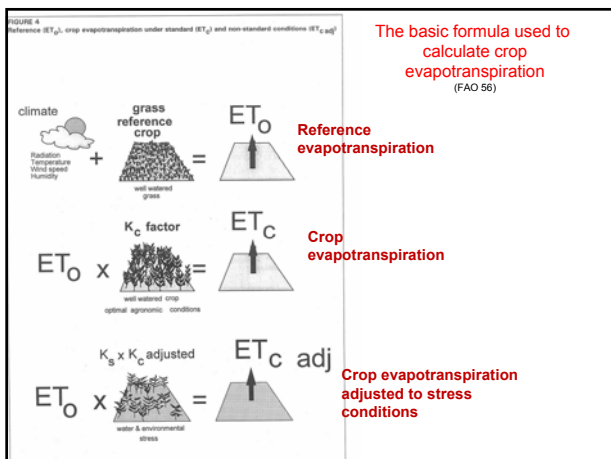 FIGURE 4
Reference (ETo), crop evapotranspiration under standard (ETc) and non-standard conditions (ETc adj)
The basic formula used to
calculate crop
evapotranspiration
(FAO 56)
climate
Radiation
Temperature
Wind speed
Humidity
+
grass
reference
crop
well watered
grass
=
ETO
Reference
evapotranspiration
ETO
x
Kc factor
well watered crop
optimal agronomic conditions
=
ETC
Crop
evapotranspiration
ETO
x
Ks x Kc adjusted
water & environmental
stress
=
ETC adj
Crop evapotranspiration
adjusted to stress
conditions